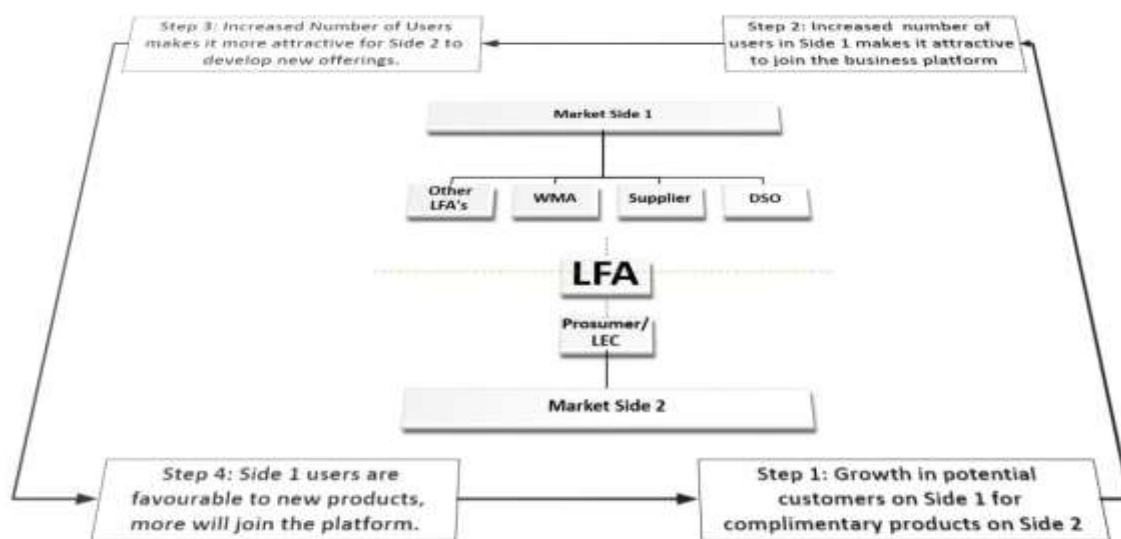 Step 3: Increased Number of Users
makes it more attractive for Side 2 to
develop new offerings.
Step 2: Increased number of
users in Side 1 makes it attractive
to join the business platform
Market Side 1
Other
LFA's
WMA
Supplier
DSO
LFA
Prosumer/
LEC
Market Side 2
Step 4: Side 1 users are
favourable to new products,
more will join the platform.
Step 1: Growth in potential
customers on Side 1 for
complimentary products on Side 2